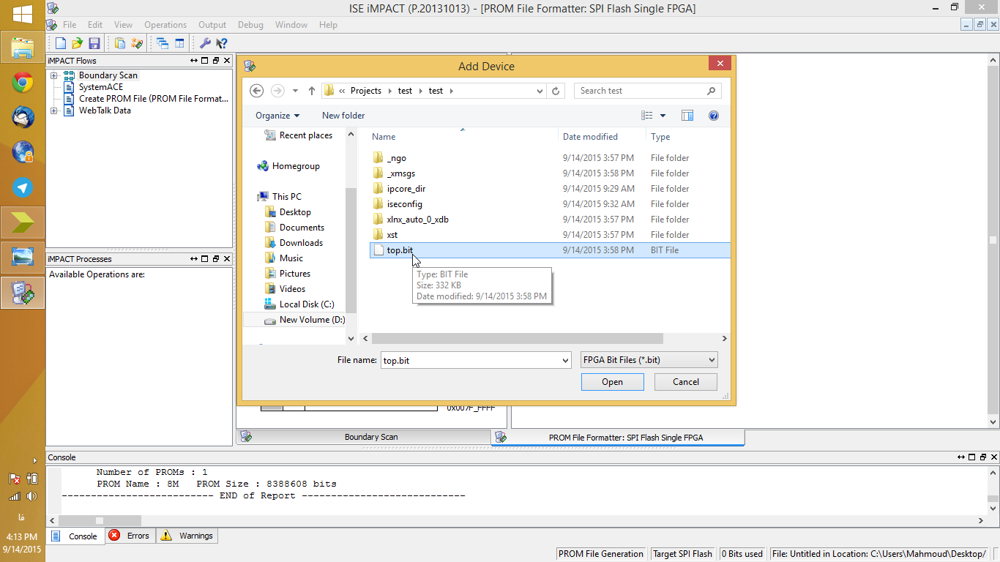 ISE iMPACT (P.20131013) - [PROM File Formatter: SPI Flash Single FPGA]
File Edit View Operations Output Debug Window Help
iMPACT Flows
Boundary Scan
SystemACE
Create PROM File (PROM File Format...
WebTalk Data
iMPACT Processes
Available Operations are:
Add Device
« Projects test test
Search test
Organize New folder
Recent places
Homegroup
This PC
Desktop
Documents
Downloads
Music
Pictures
Videos
Local Disk (C:)
New Volume (D:)
Name Date modified Type
_ngo 9/14/2015 3:57 PM File folder
_xmsgs 9/14/2015 3:58 PM File folder
ipcore_dir 9/14/2015 9:29 AM File folder
iseconfig 9/14/2015 9:32 AM File folder
xlnx_auto_0_xdb 9/14/2015 3:57 PM File folder
xst 9/14/2015 3:57 PM File folder
top.bit 9/14/2015 3:58 PM BIT File
Type: BIT File
Size: 332 KB
Date modified: 9/14/2015 3:58 PM
File name: top.bit FPGA Bit Files (*.bit)
Open Cancel
0x007F_FFFF
Boundary Scan PROM File Formatter: SPI Flash Single FPGA
Console
Number of PROMs : 1
PROM Name : 8M PROM Size : 8388608 bits
-------------------------- END of Report ----------------------------
Console Errors Warnings
PROM File Generation Target SPI Flash 0 Bits used File: Untitled in Location: C:\Users\Mahmoud\Desktop/
فا
4:13 PM
9/14/2015